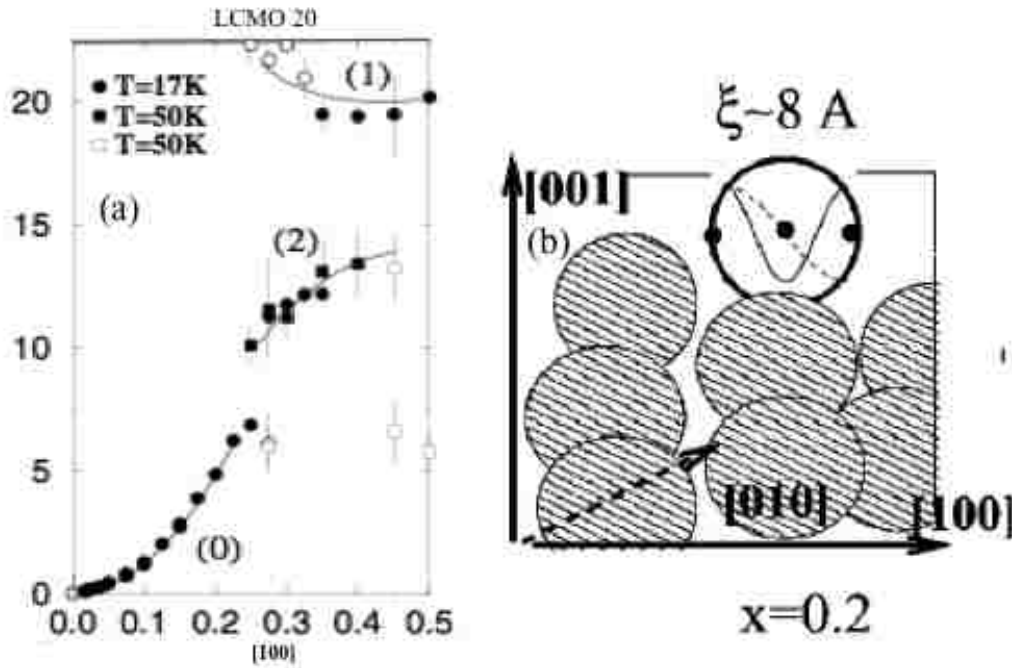 LCMO 20
T=17K
T=50K
T=50K
(a)
(1)
(2)
(0)
20
15
10
5
0
0.0 0.1 0.2 0.3 0.4 0.5
[100]
ξ~8 A
[001]
(b)
[010]
[100]
x=0.2